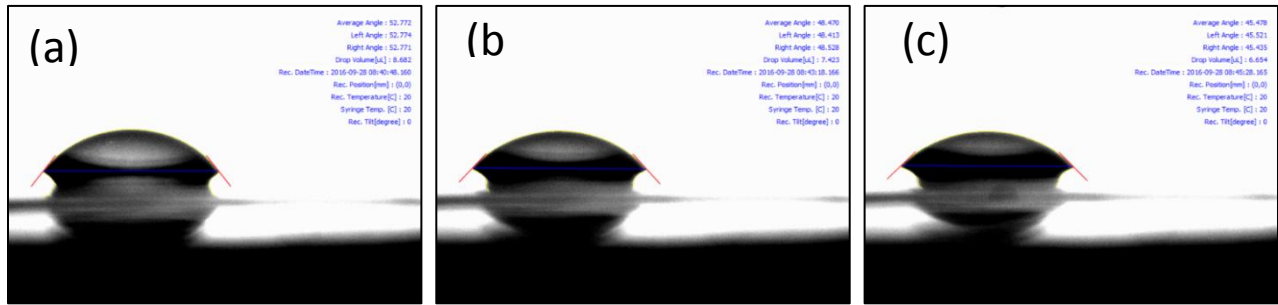 (a)
Average Angle : 52.772
Left Angle : 52.774
Right Angle : 52.771
Drop Volume[uL] : 8.682
Rec. DateTime : 2016-09-28 08:40:48.160
Rec. Position[mm] : (0,0)
Rec. Temperature[C] : 20
Syringe Temp. [C] : 20
Rec. Tilt[degree] : 0
(b)
Average Angle : 48.470
Left Angle : 48.413
Right Angle : 48.528
Drop Volume[uL] : 7.423
Rec. DateTime : 2016-09-28 08:43:18.166
Rec. Position[mm] : (0,0)
Rec. Temperature[C] : 20
Syringe Temp. [C] : 20
Rec. Tilt[degree] : 0
(c)
Average Angle : 45.478
Left Angle : 45.521
Right Angle : 45.435
Drop Volume[uL] : 6.654
Rec. DateTime : 2016-09-28 08:45:28.165
Rec. Position[mm] : (0,0)
Rec. Temperature[C] : 20
Syringe Temp. [C] : 20
Rec. Tilt[degree] : 0